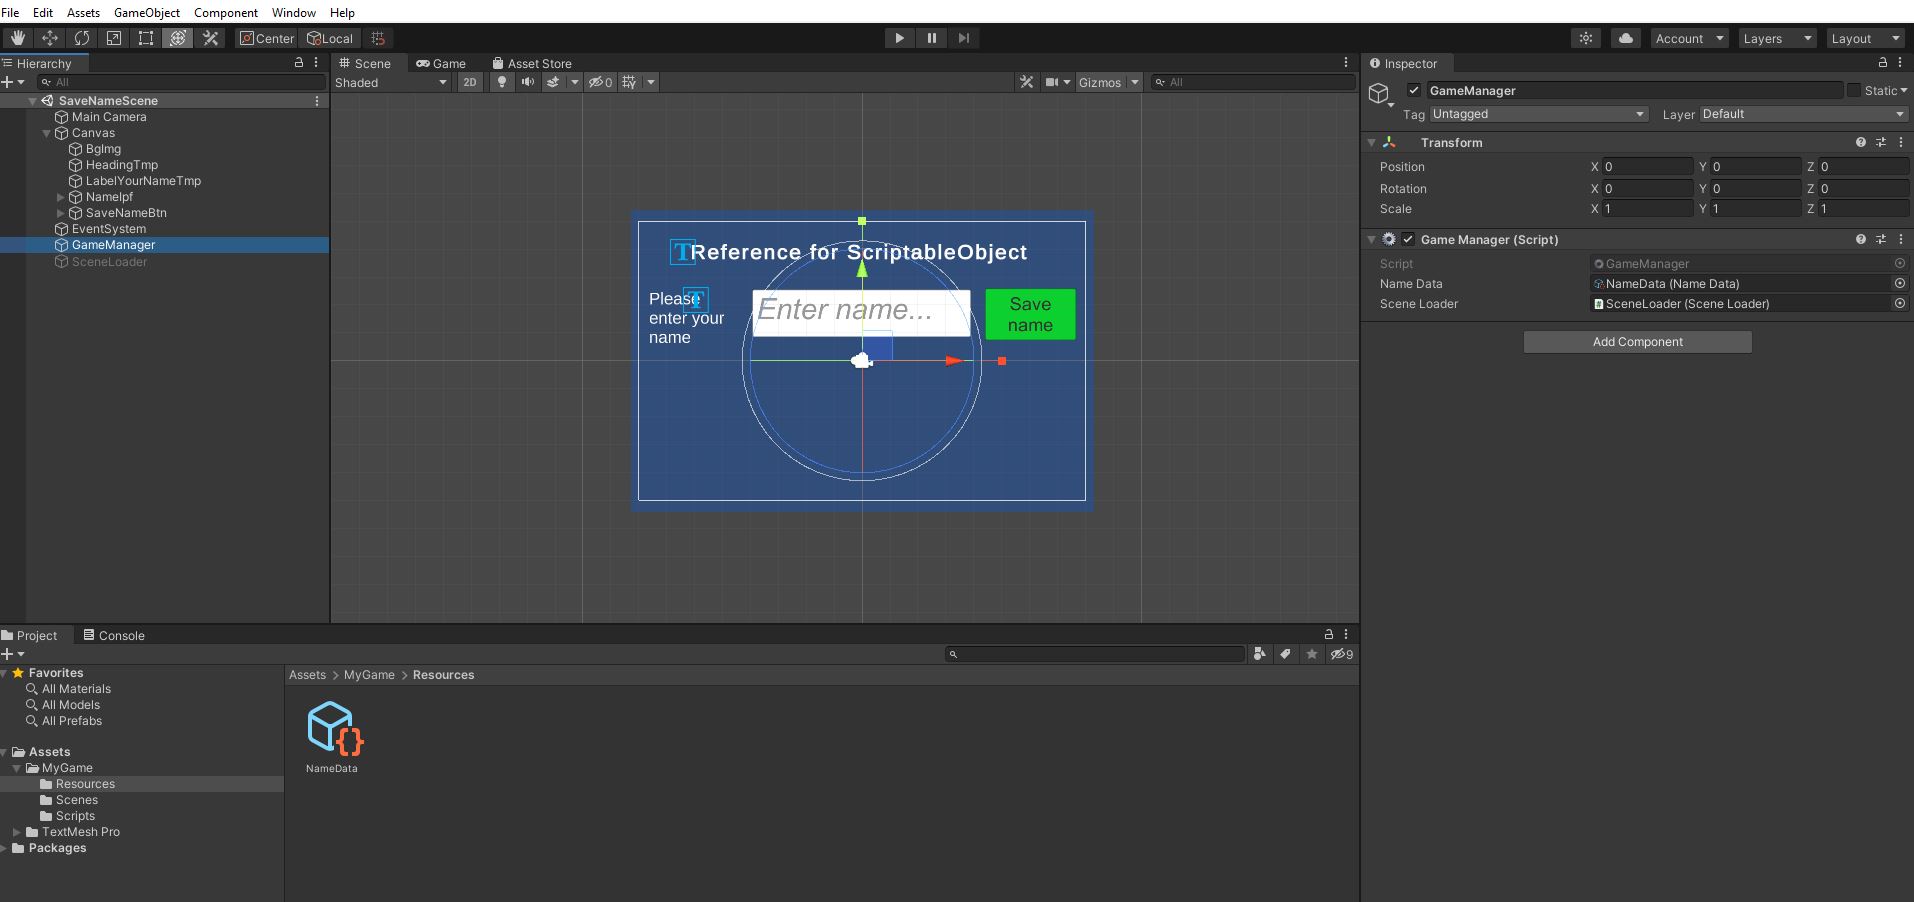 File Edit Assets GameObject Component Window Help
Center Local Account Layers Layout
Hierarchy
All
SaveNameScene
Main Camera
Canvas
BgImg
HeadingTmp
LabelYourNameTmp
NameIpf
SaveNameBtn
EventSystem
GameManager
SceneLoader
Scene Game Asset Store
Shaded 2D 0 Gizmos All
Reference for ScriptableObject
T
Please
enter your
name
T
Enter name...
Save
name
Inspector
GameManager Static
Tag Untagged Layer Default
Transform
Position X 0 Y 0 Z 0
Rotation X 0 Y 0 Z 0
Scale X 1 Y 1 Z 1
Game Manager (Script)
Script GameManager
Name Data NameData (Name Data)
Scene Loader # SceneLoader (Scene Loader)
Add Component
Project Console
9
Favorites
All Materials
All Models
All Prefabs
Assets
MyGame
Resources
Scenes
Scripts
TextMesh Pro
Packages
Assets > MyGame > Resources
{}
NameData